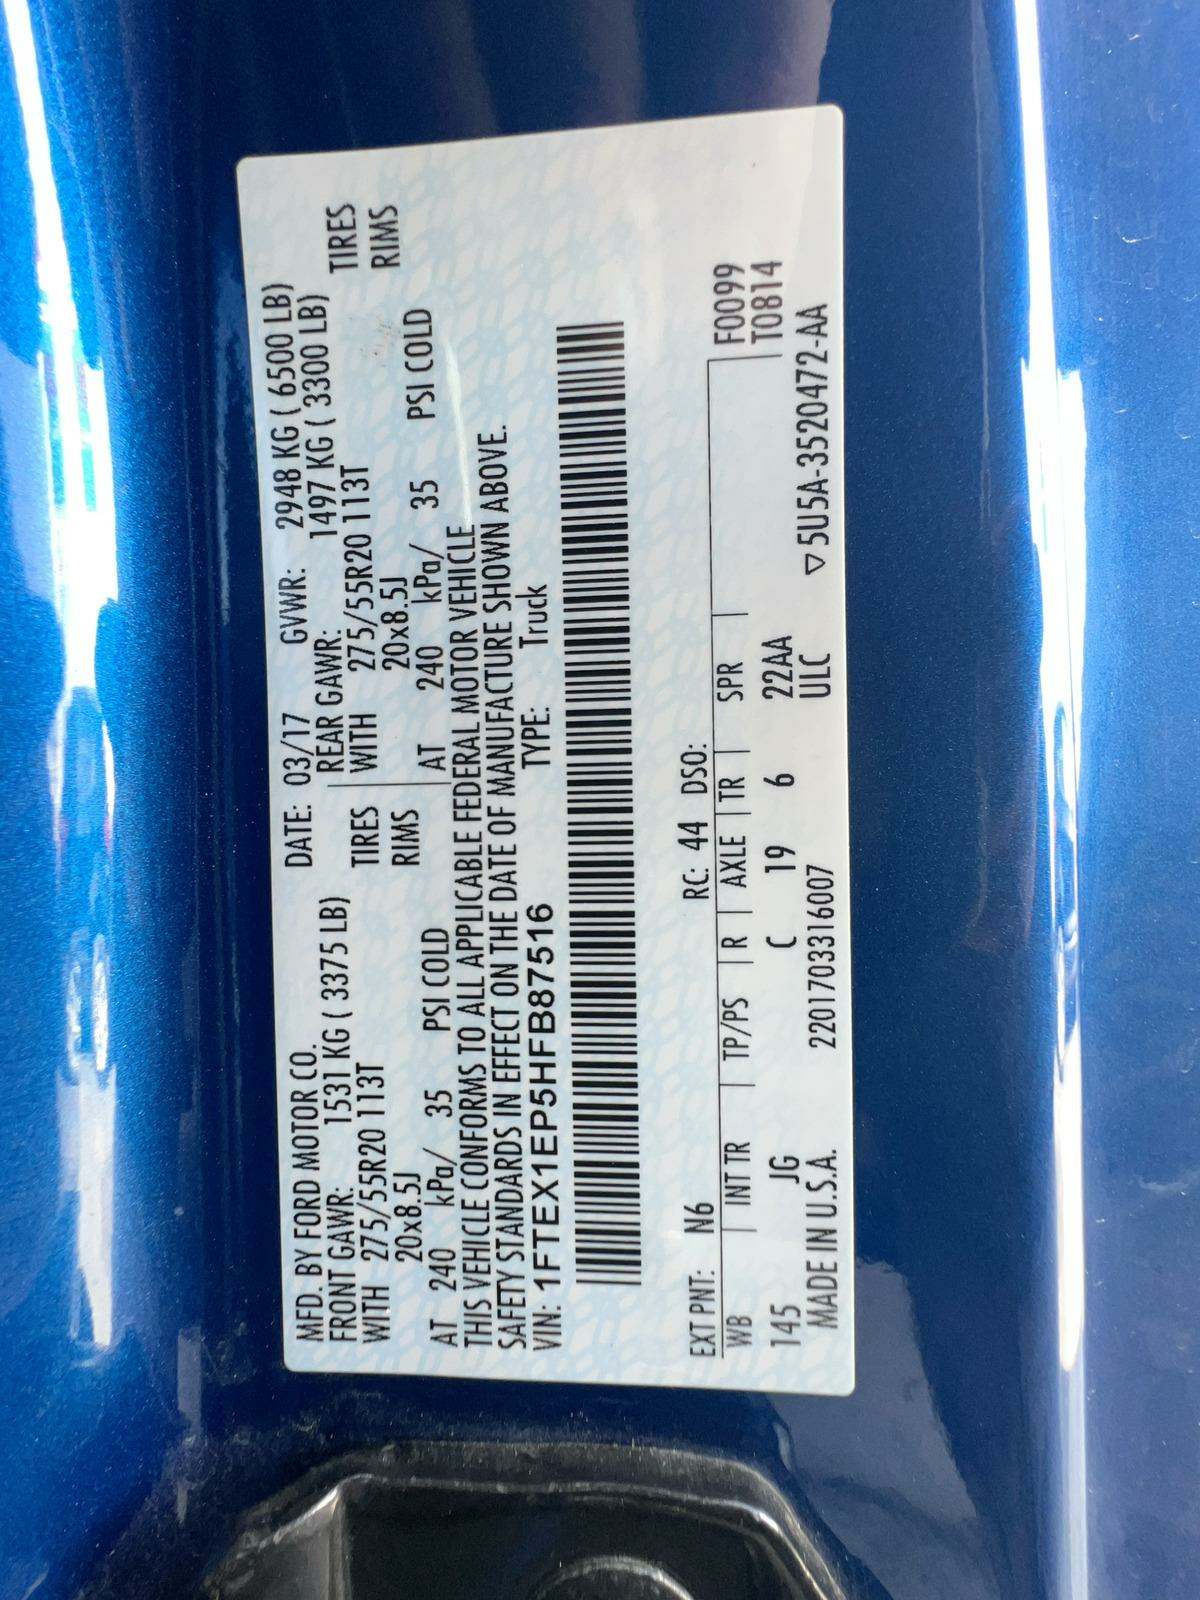 MFD. BY FORD MOTOR CO. DATE: 03/17 GVWR: 2948 KG ( 6500 LB)
FRONT GAWR: 1531 KG ( 3375 LB) REAR GAWR: 1497 KG ( 3300 LB)
WITH 275/55R20 113T TIRES WITH 275/55R20 113T TIRES
20x8.5J RIMS 20x8.5J RIMS
AT 240 kPa/ 35 PSI COLD AT 240 kPa/ 35 PSI COLD
THIS VEHICLE CONFORMS TO ALL APPLICABLE FEDERAL MOTOR VEHICLE
SAFETY STANDARDS IN EFFECT ON THE DATE OF MANUFACTURE SHOWN ABOVE.
VIN: 1FTEX1EP5HFB87516 TYPE: Truck
EXT PNT: N6 RC: 44 DSO: F0099
WB INT TR TP/PS R AXLE TR SPR T0814
145 JG C 19 6 22AA
MADE IN U.S.A. 2201703316007 ULC ▽5U5A-3520472-AA